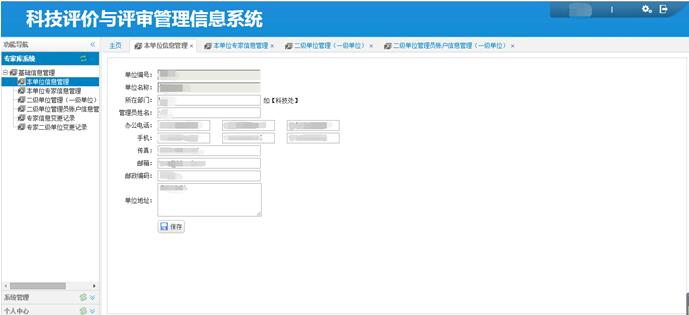 科技评价与评审管理信息系统
功能导航
主页 本单位信息管理 本单位专家信息管理 二级单位管理（一级单位） 二级单位管理员账户信息管理（一级单位）
专家库系统
基础信息管理
本单位信息管理
本单位专家信息管理
二级单位管理（一级单位）
二级单位管理员账户信息管
专家信息变更记录
专家二级单位变更记录
单位编号:
单位名称:
所在部门: 如【科技处】
管理员姓名:
办公电话:
手机:
传真:
邮箱:
邮政编码:
单位地址:
保存
系统管理
个人中心